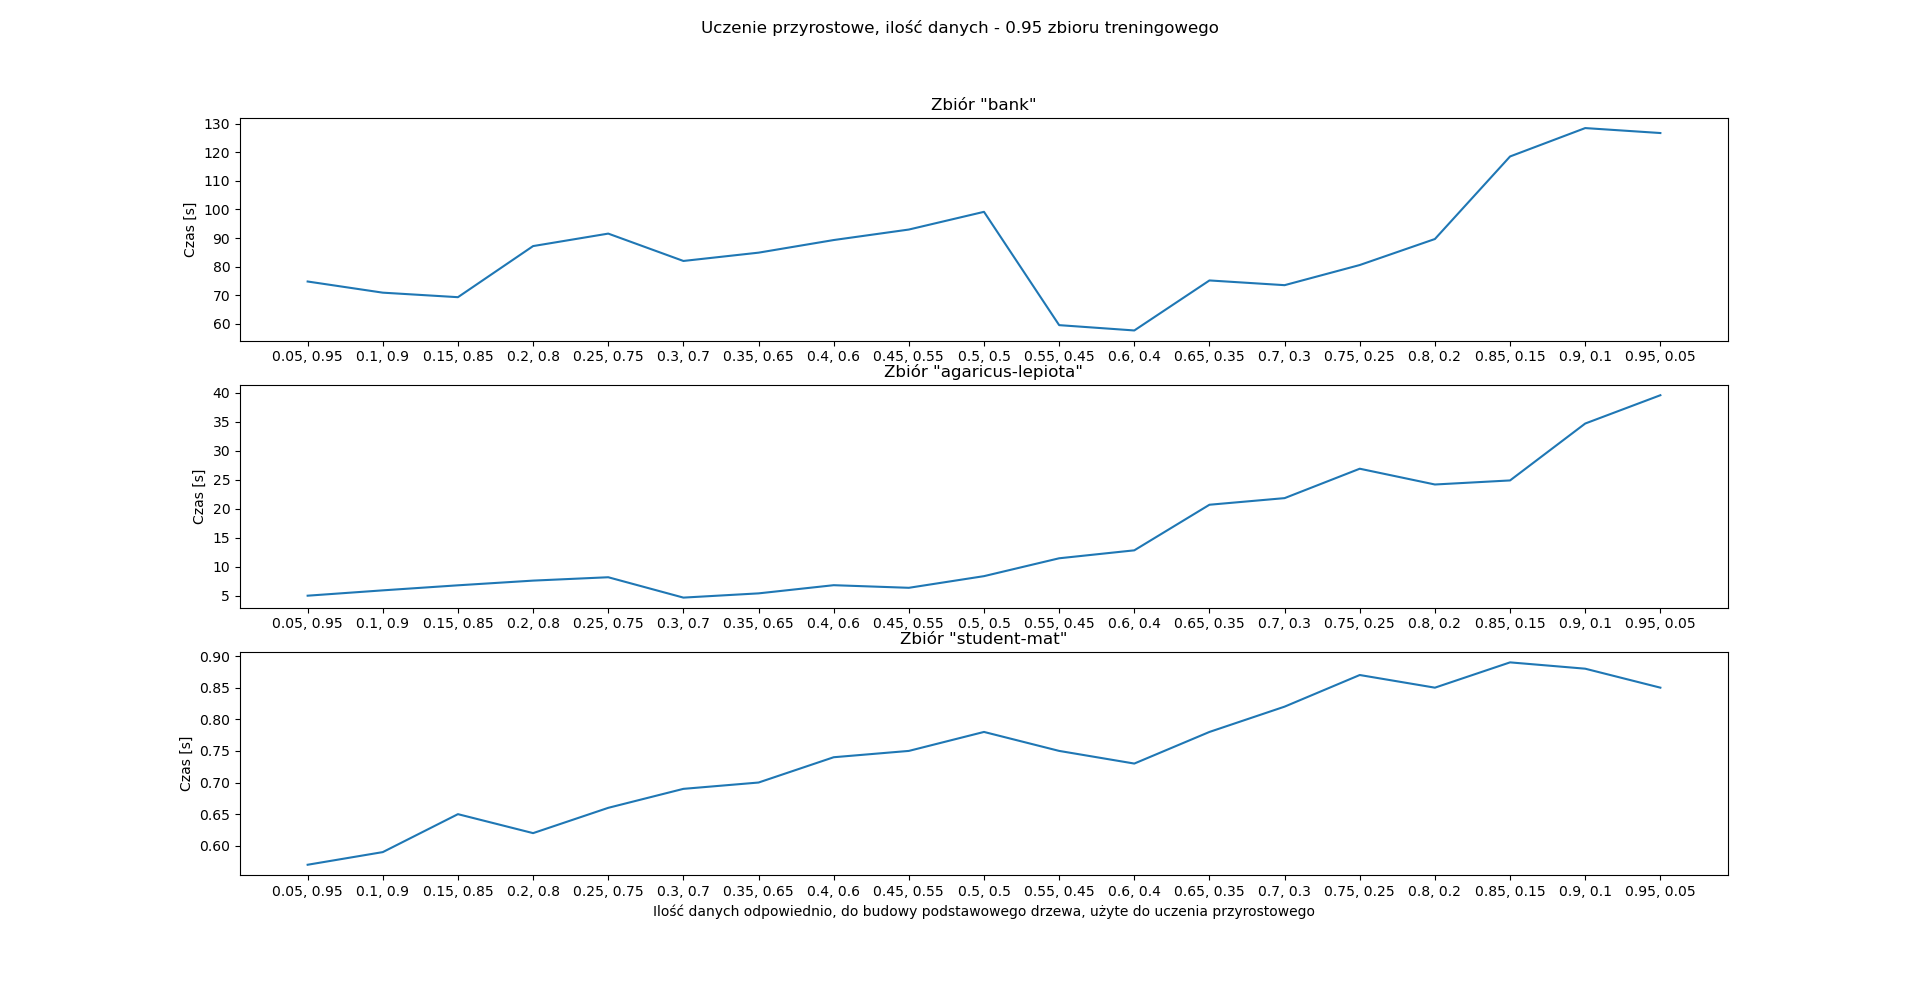 Uczenie przyrostowe, ilość danych - 0.95 zbioru treningowego
Zbiór "bank"
Czas [s]
130
120
110
100
90
80
70
60
0.05, 0.95 0.1, 0.9 0.15, 0.85 0.2, 0.8 0.25, 0.75 0.3, 0.7 0.35, 0.65 0.4, 0.6 0.45, 0.55 0.5, 0.5 0.55, 0.45 0.6, 0.4 0.65, 0.35 0.7, 0.3 0.75, 0.25 0.8, 0.2 0.85, 0.15 0.9, 0.1 0.95, 0.05
Zbiór "agaricus-lepiota"
Czas [s]
40
35
30
25
20
15
10
5
0.05, 0.95 0.1, 0.9 0.15, 0.85 0.2, 0.8 0.25, 0.75 0.3, 0.7 0.35, 0.65 0.4, 0.6 0.45, 0.55 0.5, 0.5 0.55, 0.45 0.6, 0.4 0.65, 0.35 0.7, 0.3 0.75, 0.25 0.8, 0.2 0.85, 0.15 0.9, 0.1 0.95, 0.05
Zbiór "student-mat"
Czas [s]
0.90
0.85
0.80
0.75
0.70
0.65
0.60
0.05, 0.95 0.1, 0.9 0.15, 0.85 0.2, 0.8 0.25, 0.75 0.3, 0.7 0.35, 0.65 0.4, 0.6 0.45, 0.55 0.5, 0.5 0.55, 0.45 0.6, 0.4 0.65, 0.35 0.7, 0.3 0.75, 0.25 0.8, 0.2 0.85, 0.15 0.9, 0.1 0.95, 0.05
Ilość danych odpowiednio, do budowy podstawowego drzewa, użyte do uczenia przyrostowego